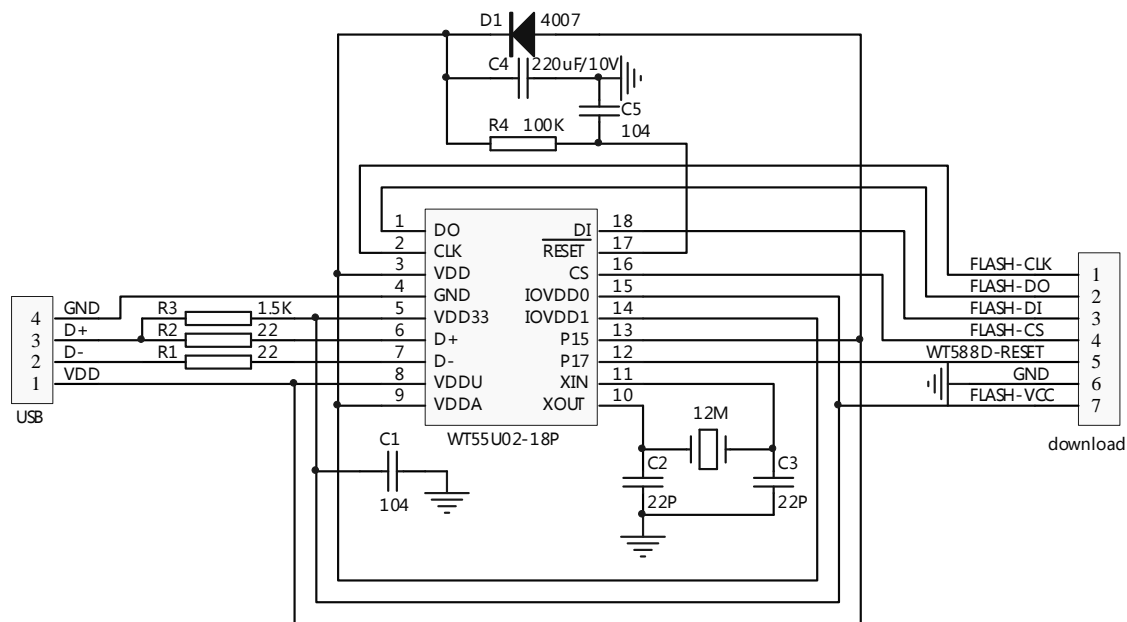 D1 4007
C4 220uF/10V
C5
104
R4 100K
1 DO DI 18
2 CLK RESET 17
3 VDD CS 16
4 GND IOVDD0 15
5 VDD33 IOVDD1 14
6 D+ P15 13
7 D- P17 12
8 VDDU XIN 11
9 VDDA XOUT 10
WT55U02-18P
4 GND
3 D+
2 D-
1 VDD
USB
R3 1.5K
R2 22
R1 22
C1
104
12M
C2
22P
C3
22P
FLASH-CLK 1
FLASH-DO 2
FLASH-DI 3
FLASH-CS 4
WT588D-RESET 5
GND 6
FLASH-VCC 7
download